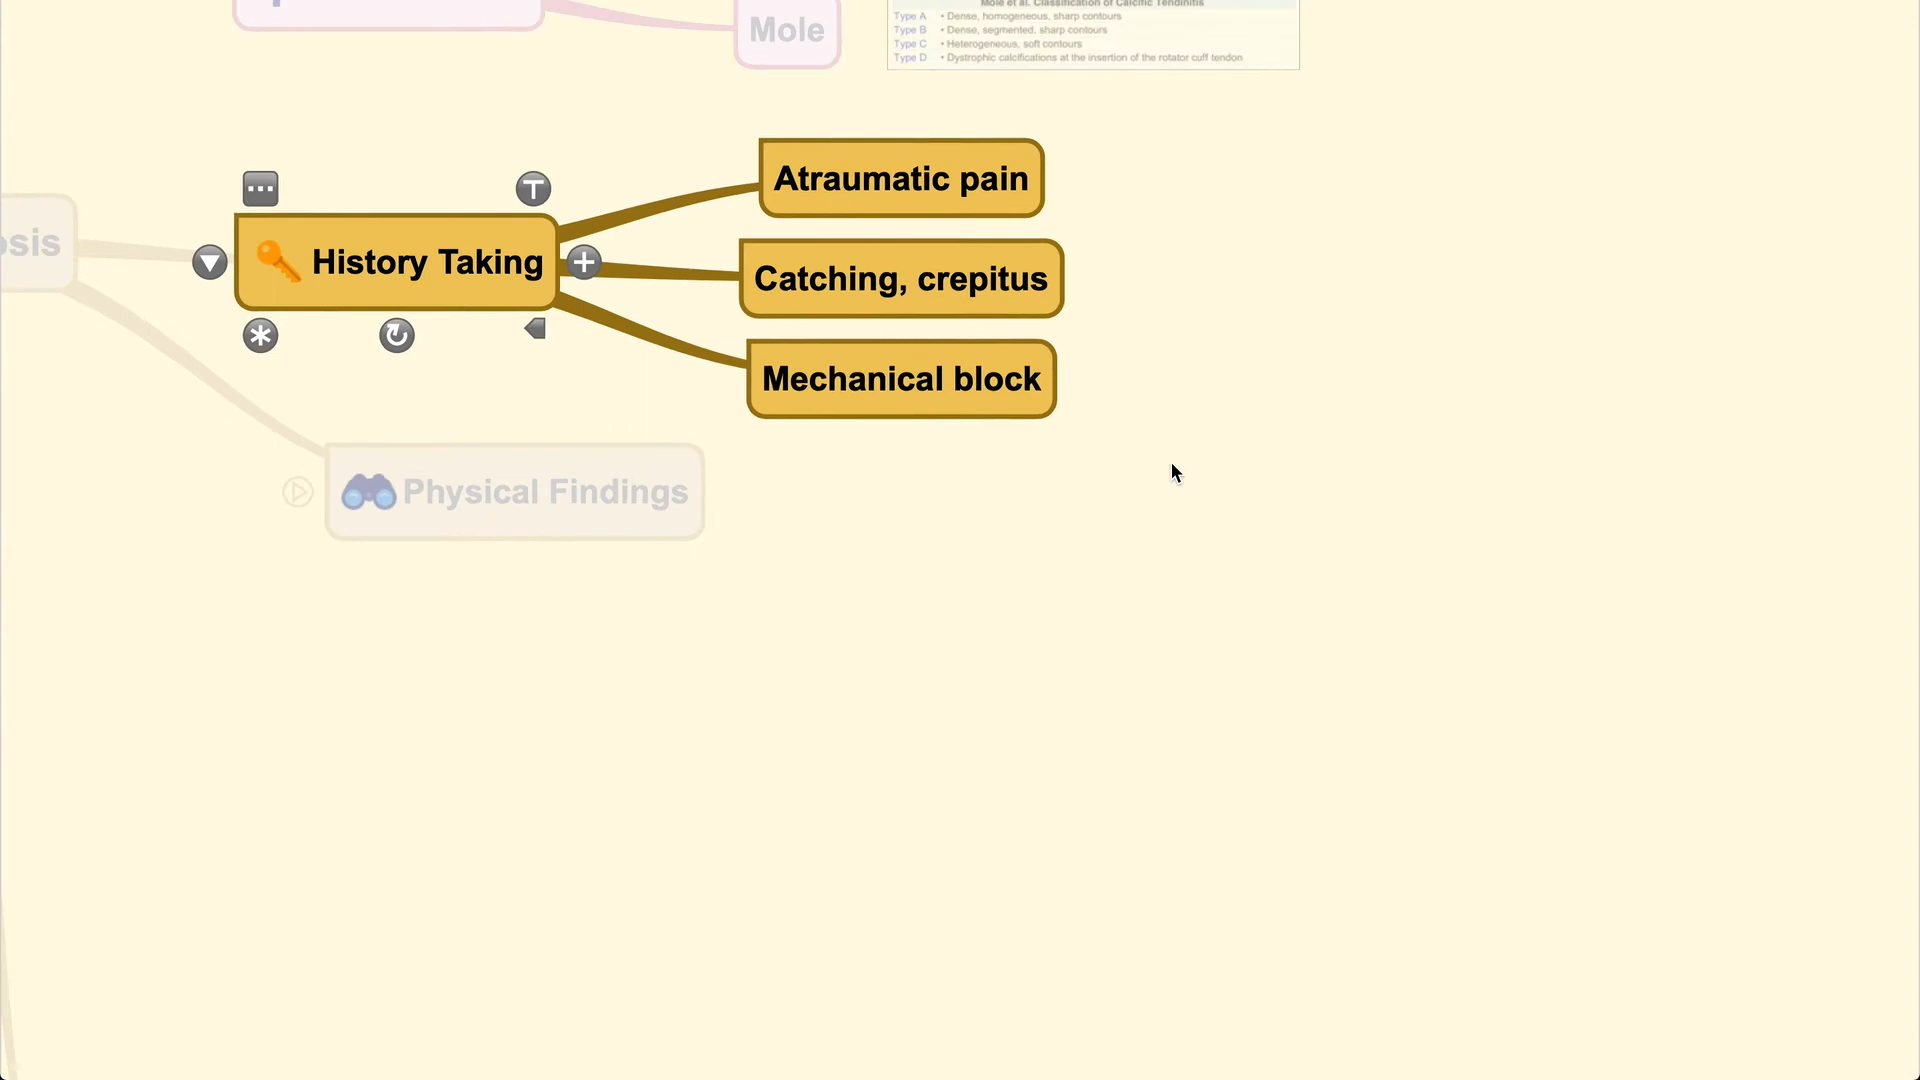 Mole
Mole et al. Classification of Calcific Tendinitis
Type A • Dense, homogeneous, sharp contours
Type B • Dense, segmented, sharp contours
Type C • Heterogeneous, soft contours
Type D • Dystrophic calcifications at the insertion of the rotator cuff tendon
Atraumatic pain
osis
History Taking
Catching, crepitus
Mechanical block
Physical Findings